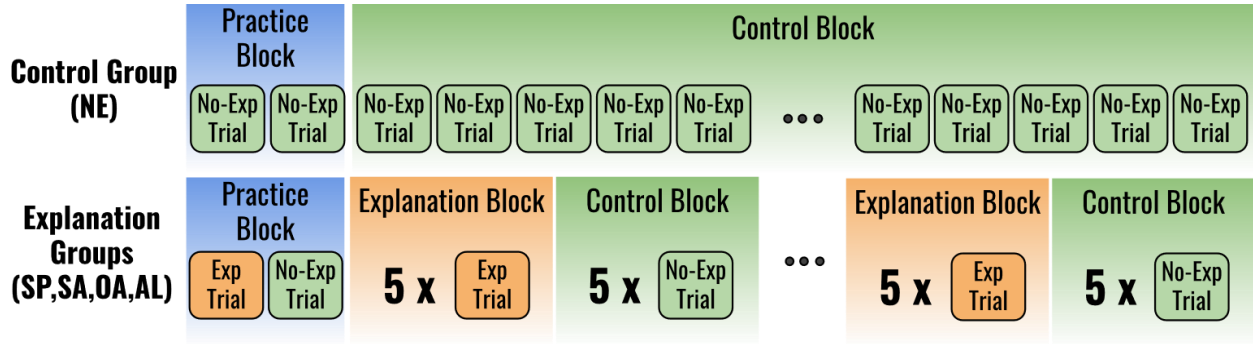 Practice
Block
Control Block
Control Group
(NE)
No-Exp
Trial
No-Exp
Trial
No-Exp
Trial
No-Exp
Trial
No-Exp
Trial
No-Exp
Trial
No-Exp
Trial
No-Exp
Trial
No-Exp
Trial
No-Exp
Trial
No-Exp
Trial
No-Exp
Trial
Practice
Block
Explanation Block
Control Block
Explanation Block
Control Block
Explanation
Groups
(SP,SA,OA,AL)
Exp
Trial
No-Exp
Trial
5 x
Exp
Trial
5 x
No-Exp
Trial
5 x
Exp
Trial
5 x
No-Exp
Trial